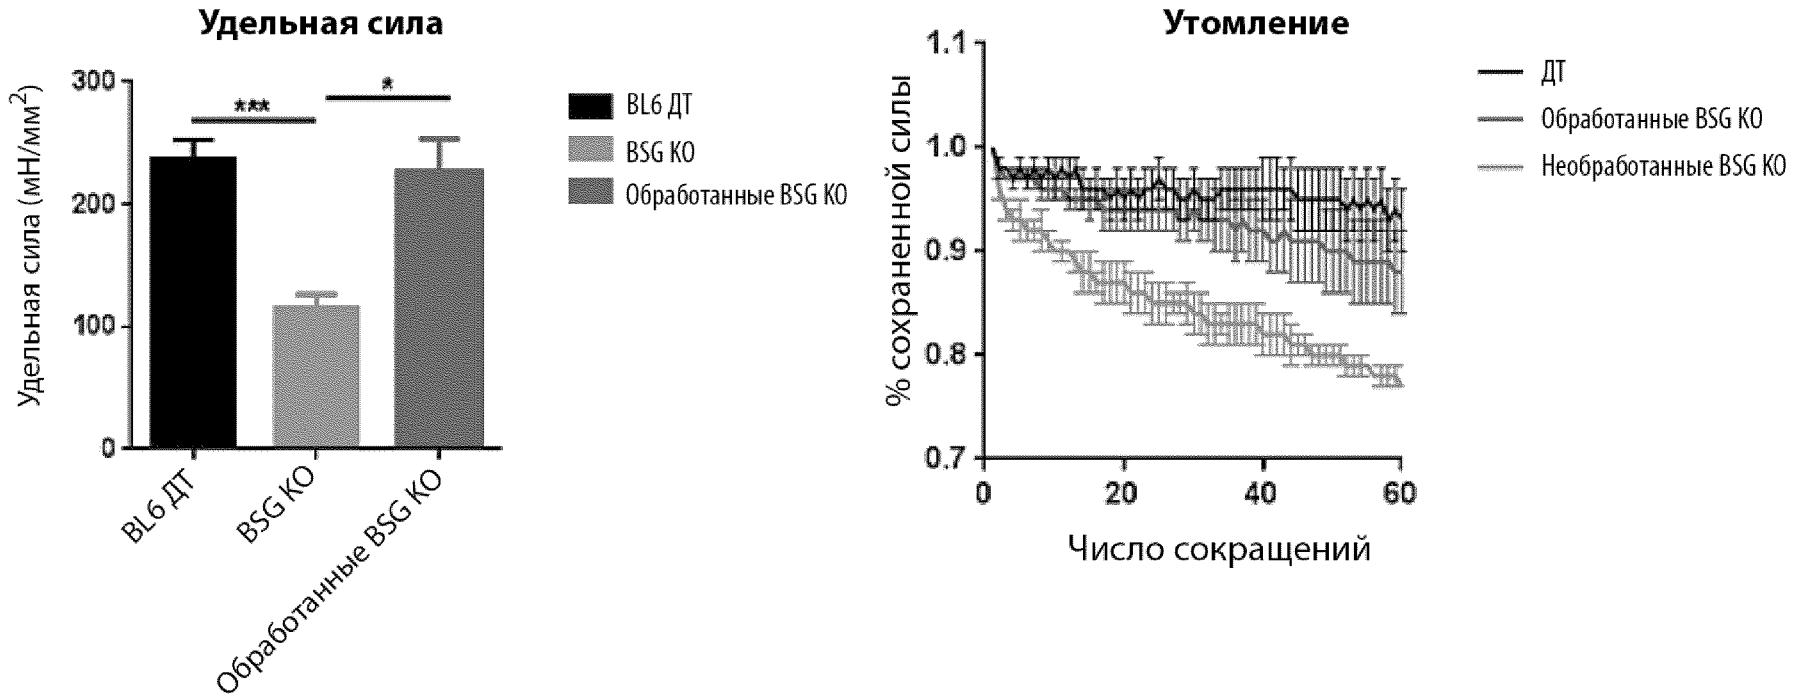 Удельная сила
Удельная сила (мН/мм2)
300
200
100
0
***
*
BL6 ДТ
BSG KO
Обработанные BSG KO
BL6 ДТ
BSG KO
Обработанные BSG KO
Утомление
% сохраненной силы
1.1
1.0
0.9
0.8
0.7
0
20
40
60
Число сокращений
ДТ
Обработанные BSG KO
Необработанные BSG KO